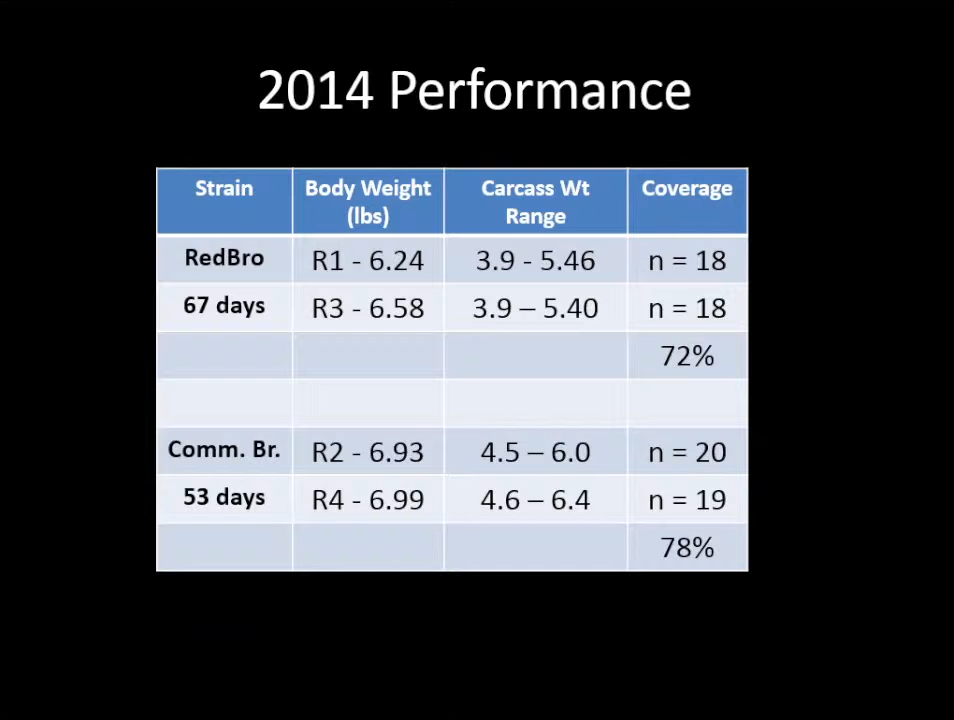 2014 Performance
Strain Body Weight (lbs) Carcass Wt Range Coverage
RedBro R1 - 6.24 3.9 - 5.46 n = 18
67 days R3 - 6.58 3.9 – 5.40 n = 18
72%
Comm. Br. R2 - 6.93 4.5 – 6.0 n = 20
53 days R4 - 6.99 4.6 – 6.4 n = 19
78%